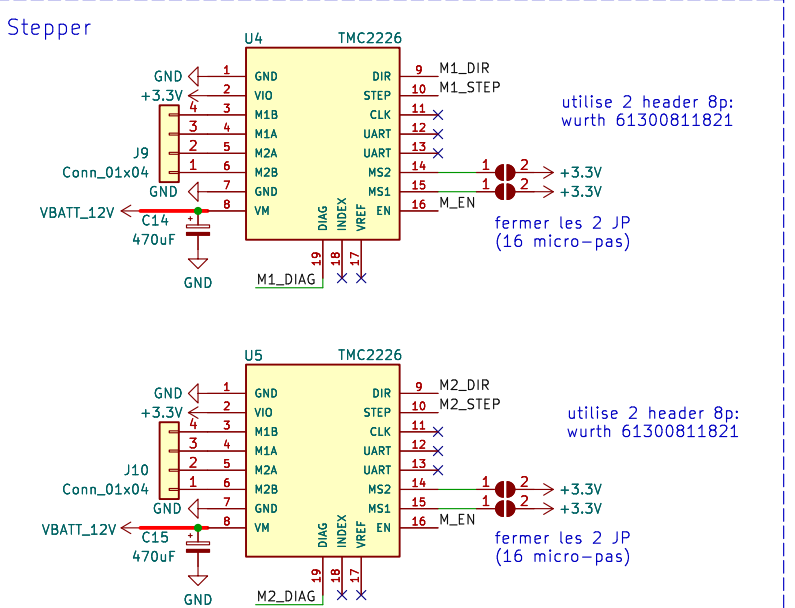 Stepper
U4 TMC2226
GND 1 GND DIR 9 M1_DIR
+3.3V 2 VIO STEP 10 M1_STEP
4 3 M1B CLK 11
3 4 M1A UART 12
J9 2 5 M2A UART 13
Conn_01x04 1 6 M2B MS2 14 1 2 +3.3V
GND 7 GND MS1 15 1 2 +3.3V
VBATT_12V 8 VM EN 16 M_EN
utilise 2 header 8p:
wurth 61300811821
fermer les 2 JP
(16 micro-pas)
C14 +
470uF
GND
DIAG INDEX VREF
19 18 17
M1_DIAG
U5 TMC2226
GND 1 GND DIR 9 M2_DIR
+3.3V 2 VIO STEP 10 M2_STEP
4 3 M1B CLK 11
3 4 M1A UART 12
J10 2 5 M2A UART 13
Conn_01x04 1 6 M2B MS2 14 1 2 +3.3V
GND 7 GND MS1 15 1 2 +3.3V
VBATT_12V 8 VM EN 16 M_EN
utilise 2 header 8p:
wurth 61300811821
fermer les 2 JP
(16 micro-pas)
C15 +
470uF
GND
DIAG INDEX VREF
19 18 17
M2_DIAG